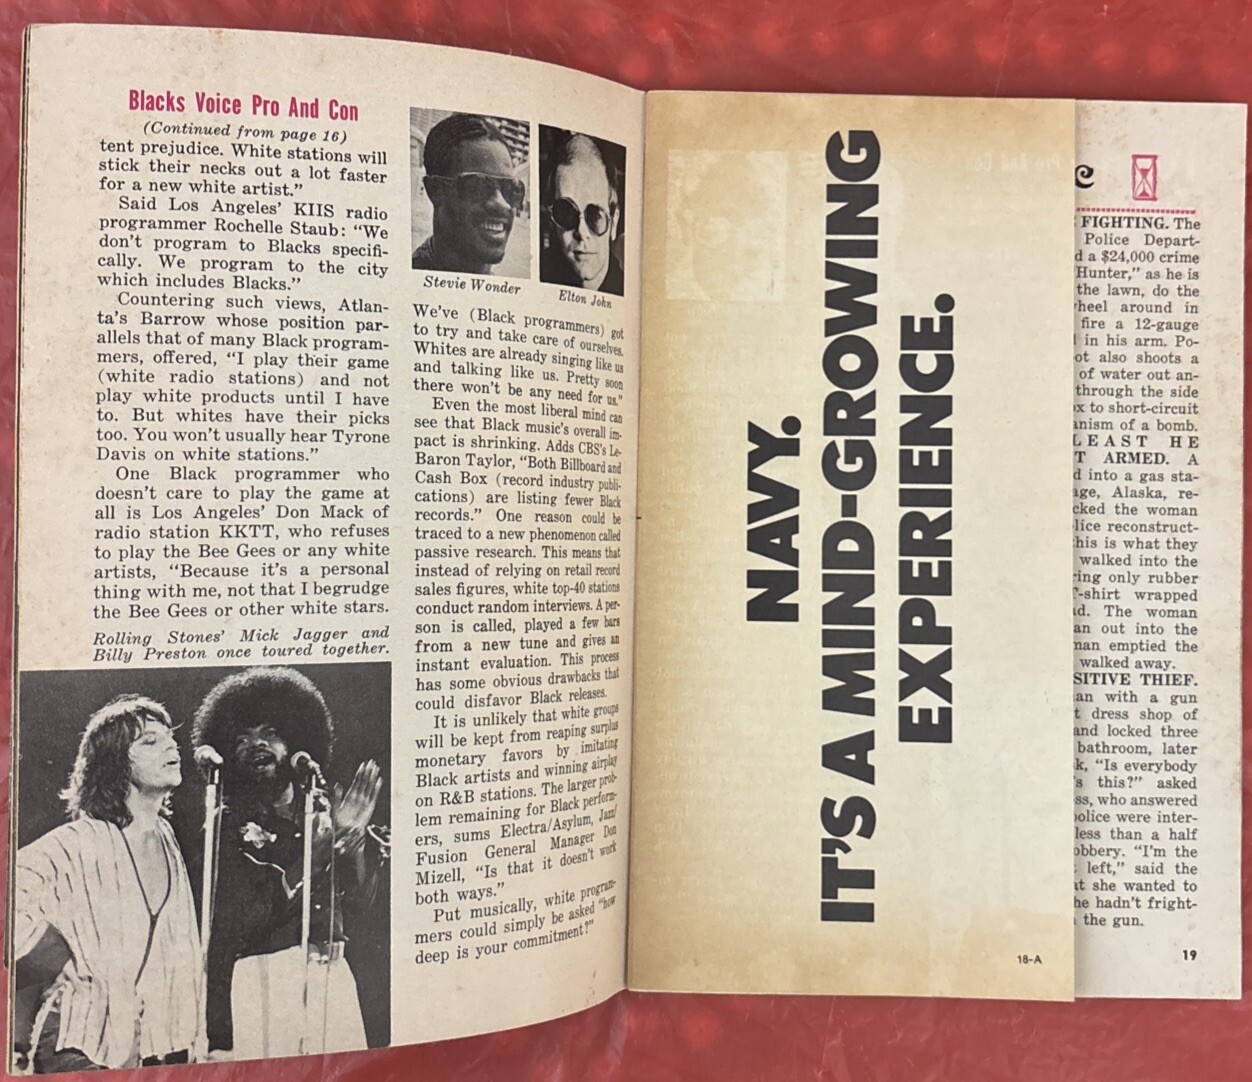 Blacks Voice Pro And Con
(Continued from page 16)
tent prejudice. White stations will
stick their necks out a lot faster
for a new white artist."
Said Los Angeles' KIIS radio
programmer Rochelle Staub: "We
don't program to Blacks specifi-
cally. We program to the city
which includes Blacks."
Countering such views, Atlan-
ta's Barrow whose position par-
allels that of many Black program-
mers, offered, "I play their game
(white radio stations) and not
play white products until I have
to. But whites have their picks
too. You won't usually hear Tyrone
Davis on white stations."
One Black programmer who
doesn't care to play the game at
all is Los Angeles' Don Mack of
radio station KKTT, who refuses
to play the Bee Gees or any white
artists, "Because it's a personal
thing with me, not that I begrudge
the Bee Gees or other white stars.
Rolling Stones' Mick Jagger and
Billy Preston once toured together.
Stevie Wonder
Elton John
We've (Black programmers) got
to try and take care of ourselves.
Whites are already singing like us
and talking like us. Pretty soon
there won't be any need for us."
Even the most liberal mind can
see that Black music's overall im-
pact is shrinking. Adds CBS's Le-
Baron Taylor, "Both Billboard and
Cash Box (record industry publi-
cations) are listing fewer Black
records." One reason could be
traced to a new phenomenon called
passive research. This means that
instead of relying on retail record
sales figures, white top-40 stations
conduct random interviews. A per-
son is called, played a few bars
from a new tune and gives an
instant evaluation. This process
has some obvious drawbacks that
could disfavor Black releases.
It is unlikely that white groups
will be kept from reaping surplus
monetary favors by imitating
Black artists and winning airplay
on R&B stations. The larger prob-
lem remaining for Black perform-
ers, sums Electra/Asylum, Jazz/
Fusion General Manager Don
Mizell, "Is that it doesn't work
both ways."
Put musically, white program-
mers could simply be asked "how
deep is your commitment?"
NAVY.
IT'S A MIND-GROWING
EXPERIENCE.
18-A
FIGHTING. The
Police Depart-
d a $24,000 crime
Hunter," as he is
the lawn, do the
heel around in
fire a 12-gauge
in his arm. Po-
ot also shoots a
of water out an-
through the side
x to short-circuit
anism of a bomb.
LEAST HE
T ARMED. A
d into a gas sta-
age, Alaska, re-
cked the woman
lice reconstruct-
this is what they
walked into the
ring only rubber
T-shirt wrapped
d. The woman
an out into the
man emptied the
walked away.
SITIVE THIEF.
an with a gun
t dress shop of
and locked three
bathroom, later
k, "Is everybody
s this?" asked
ss, who answered
police were inter-
less than a half
obbery. "I'm the
left," said the
at she wanted to
he hadn't fright-
the gun.
19